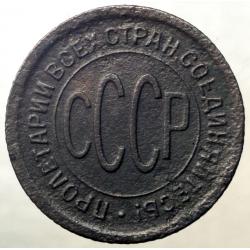 ПРОЛЕТАРИИ ВСЕХ СТРАН, СОЕДИНЯЙТЕСЬ!
СССР